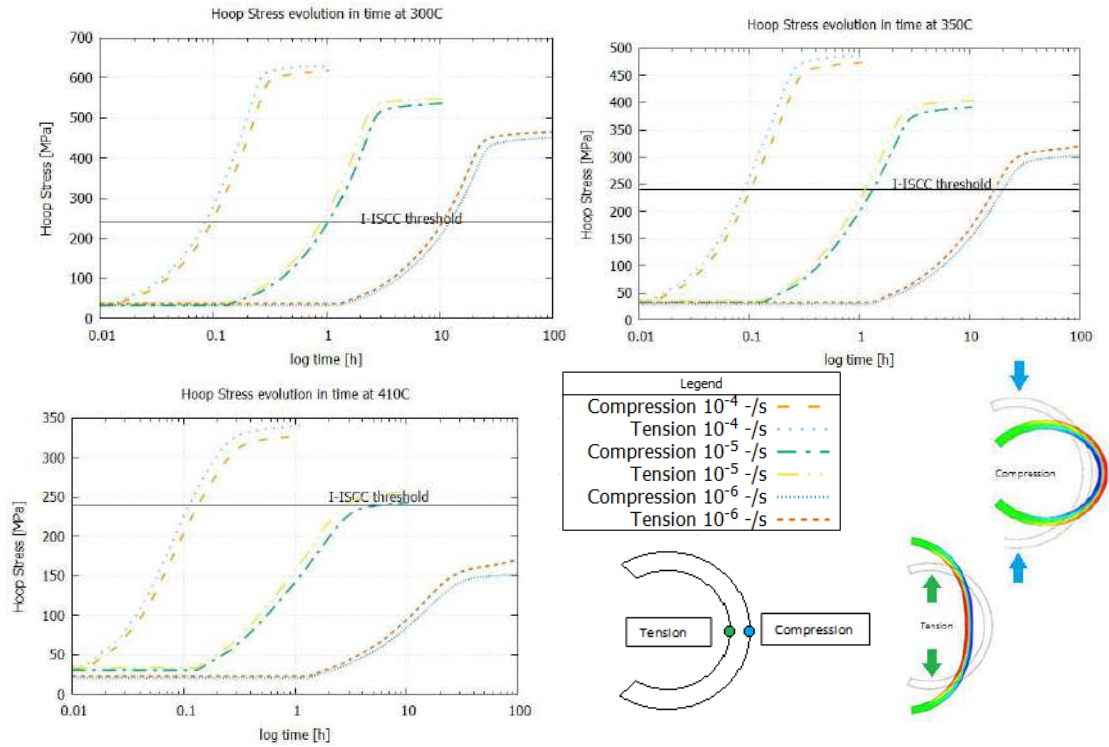 Hoop Stress evolution in time at 300C
700
600
500
400
300
200
100
0
Hoop Stress [MPa]
I-ISCC threshold
0.01 0.1 1 10 100
log time [h]
Hoop Stress evolution in time at 350C
500
450
400
350
300
250
200
150
100
50
0
Hoop Stress [MPa]
I-ISCC threshold
0.01 0.1 1 10 100
log time [h]
Hoop Stress evolution in time at 410C
350
300
250
200
150
100
50
0
Hoop Stress [MPa]
I-ISCC threshold
0.01 0.1 1 10 100
log time [h]
Legend
Compression 10-4 -/s
Tension 10-4 -/s
Compression 10-5 -/s
Tension 10-5 -/s
Compression 10-6 -/s
Tension 10-6 -/s
Compression
Tension
Compression
Tension